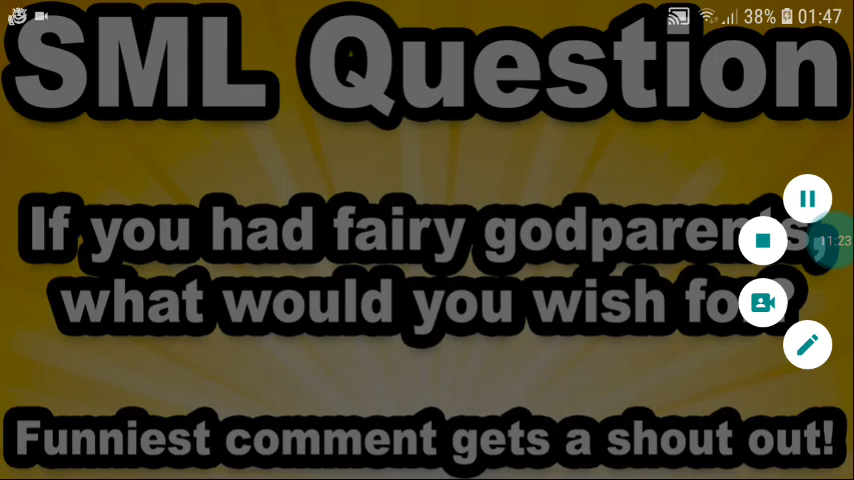 38% 01:47
SML Question
If you had fairy godparents,
11:23
what would you wish for?
Funniest comment gets a shout out!